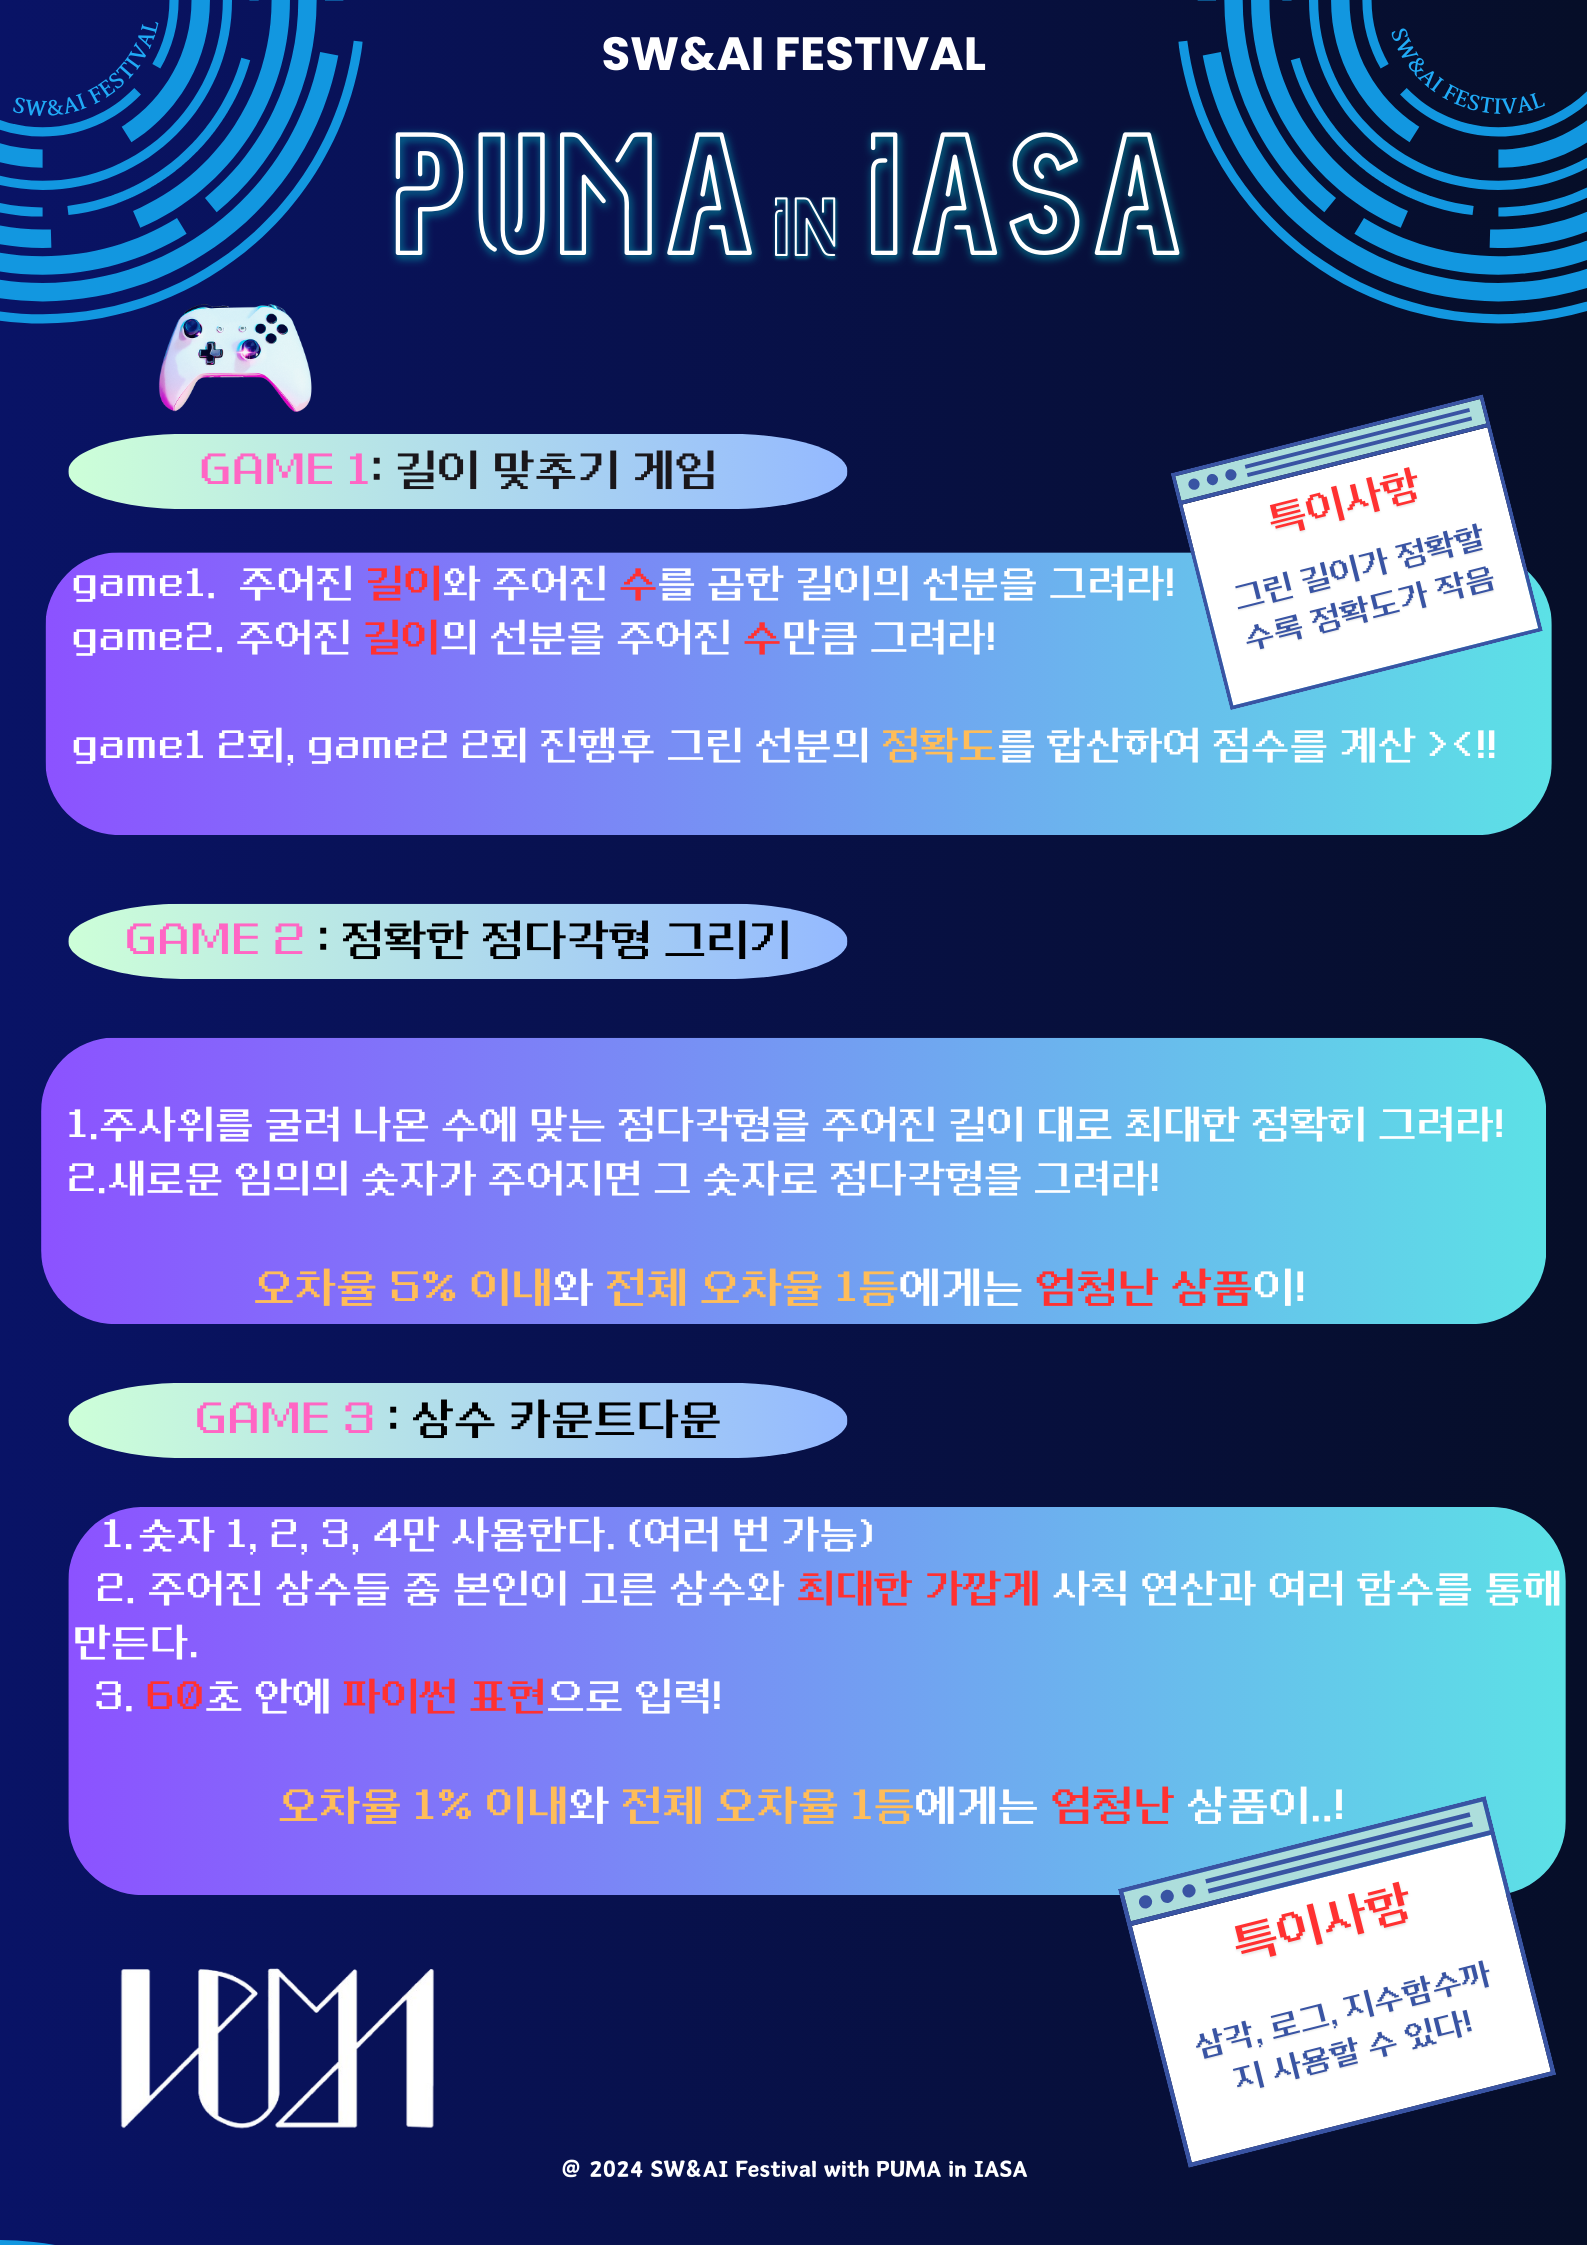 SW&AI FESTIVAL
SW&AI FESTIVAL
SW&AI FESTIVAL
PUMA IN IASA
GAME 1: 길이 맞추기 게임
특이사항
그린 길이가 정확할
수록 정확도가 작음
game1. 주어진 길이와 주어진 수를 곱한 길이의 선분을 그려라!
game2. 주어진 길이의 선분을 주어진 수만큼 그려라!
game1 2회, game2 2회 진행후 그린 선분의 정확도를 합산하여 점수를 계산 ><!!
GAME 2 : 정확한 정다각형 그리기
1.주사위를 굴려 나온 수에 맞는 정다각형을 주어진 길이 대로 최대한 정확히 그려라!
2.새로운 임의의 숫자가 주어지면 그 숫자로 정다각형을 그려라!
오차율 5% 이내와 전체 오차율 1등에게는 엄청난 상품이!
GAME 3 : 상수 카운트다운
1.숫자 1, 2, 3, 4만 사용한다. (여러 번 가능)
2. 주어진 상수들 중 본인이 고른 상수와 최대한 가깝게 사칙 연산과 여러 함수를 통해
만든다.
3. 60초 안에 파이썬 표현으로 입력!
오차율 1% 이내와 전체 오차율 1등에게는 엄청난 상품이..!
특이사항
삼각, 로그, 지수함수까
지 사용할 수 있다!
PUMA
@ 2024 SW&AI Festival with PUMA in IASA